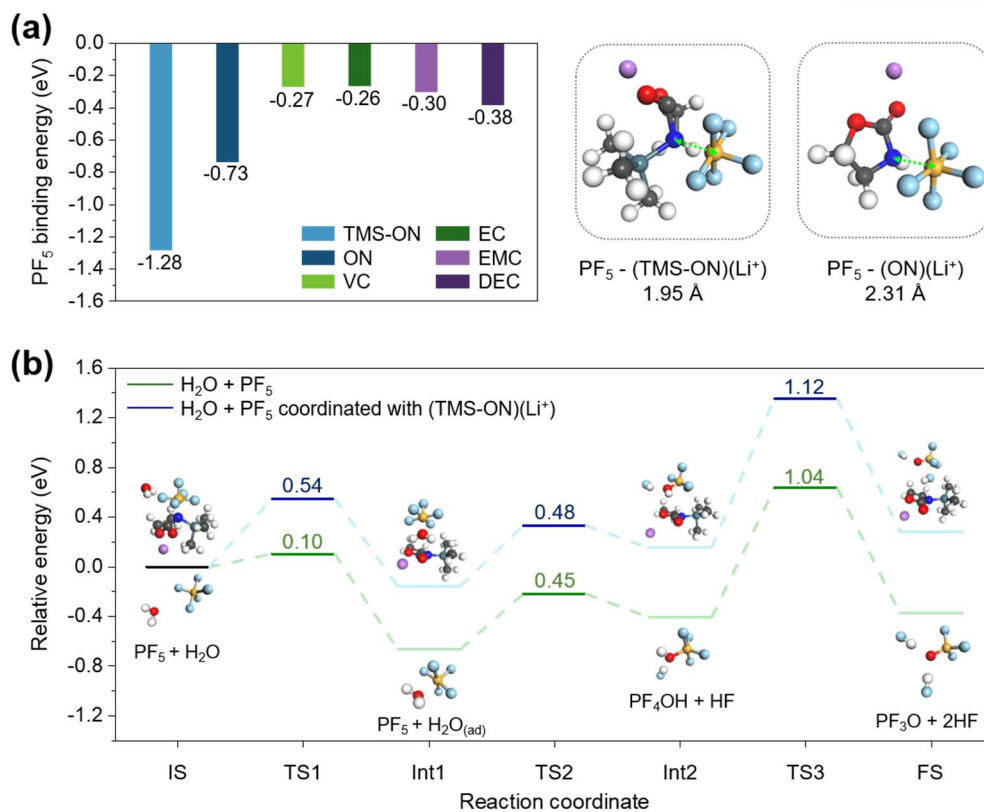 (a)
PF₅ binding energy (eV)
0.0
-0.2
-0.4
-0.6
-0.8
-1.0
-1.2
-1.4
-1.6
-1.28
-0.73
-0.27
-0.26
-0.30
-0.38
TMS-ON
ON
VC
EC
EMC
DEC
PF₅ - (TMS-ON)(Li⁺)
1.95 Å
PF₅ - (ON)(Li⁺)
2.31 Å
(b)
Relative energy (eV)
1.6
1.2
0.8
0.4
0.0
-0.4
-0.8
-1.2
H₂O + PF₅
H₂O + PF₅ coordinated with (TMS-ON)(Li⁺)
0.54
0.10
0.48
0.45
1.12
1.04
PF₅ + H₂O
PF₅ + H₂O₍ad₎
PF₄OH + HF
PF₃O + 2HF
IS
TS1
Int1
TS2
Int2
TS3
FS
Reaction coordinate